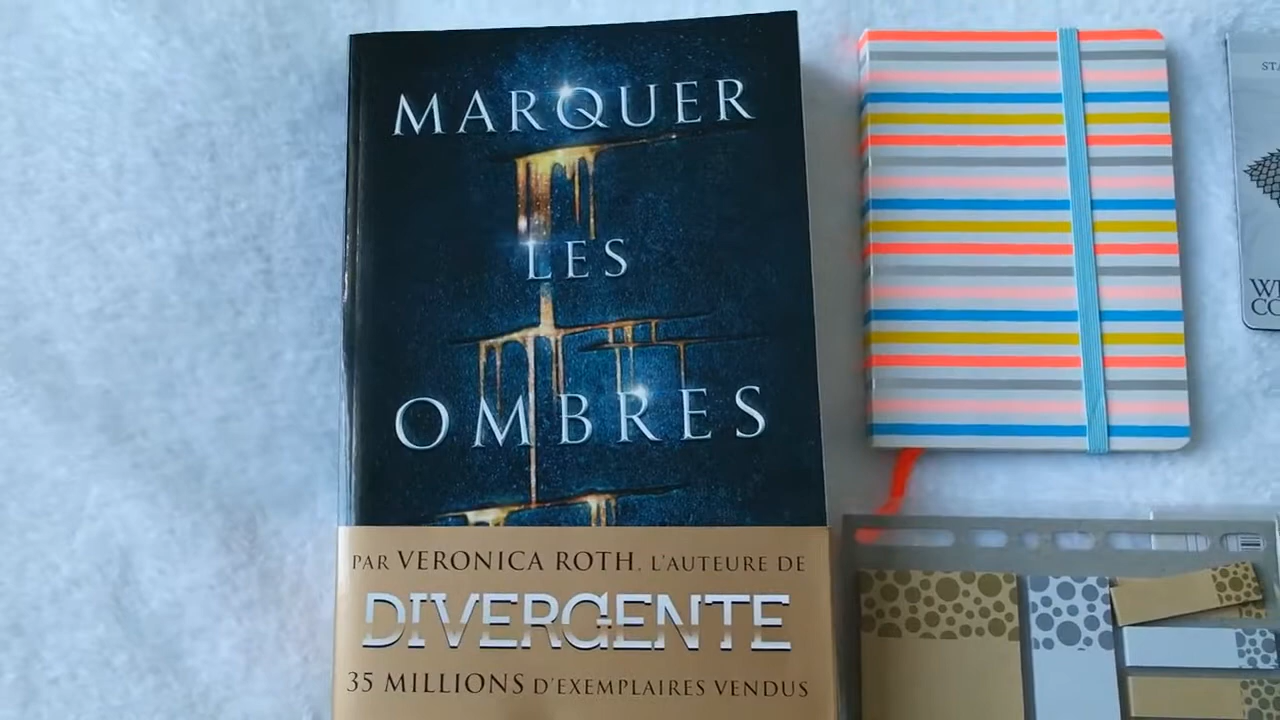 MARQUER
LES
OMBRES
PAR VERONICA ROTH, L'AUTEURE DE
DIVERGENTE
35 MILLIONS D'EXEMPLAIRES VENDUS